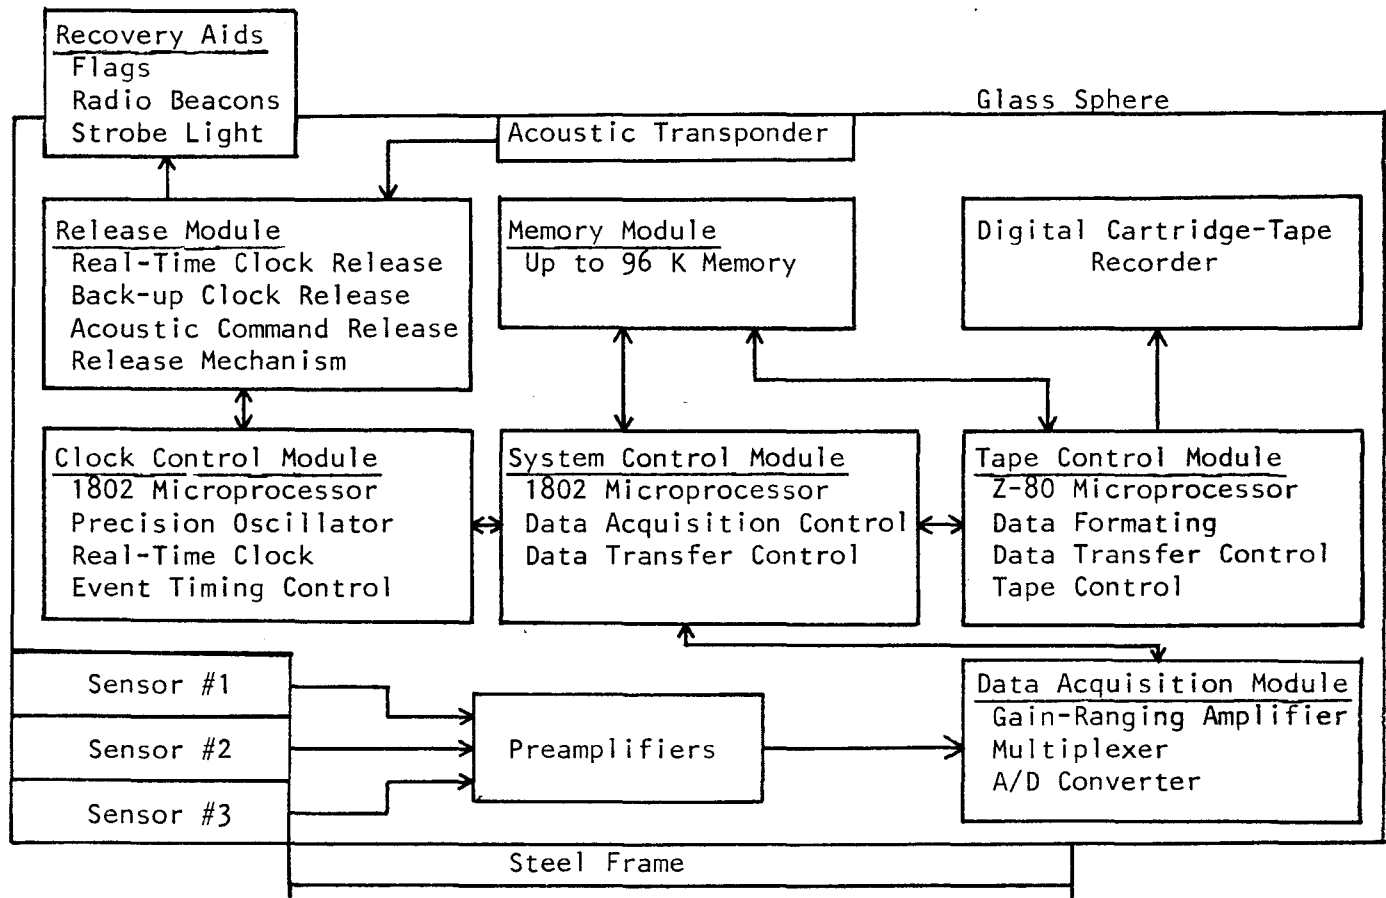 Recovery Aids
Flags
Radio Beacons
Strobe Light
Glass Sphere
Acoustic Transponder
Release Module
Real-Time Clock Release
Back-up Clock Release
Acoustic Command Release
Release Mechanism
Memory Module
Up to 96 K Memory
Digital Cartridge-Tape
Recorder
Clock Control Module
1802 Microprocessor
Precision Oscillator
Real-Time Clock
Event Timing Control
System Control Module
1802 Microprocessor
Data Acquisition Control
Data Transfer Control
Tape Control Module
Z-80 Microprocessor
Data Formating
Data Transfer Control
Tape Control
Sensor #1
Sensor #2
Sensor #3
Preamplifiers
Data Acquisition Module
Gain-Ranging Amplifier
Multiplexer
A/D Converter
Steel Frame